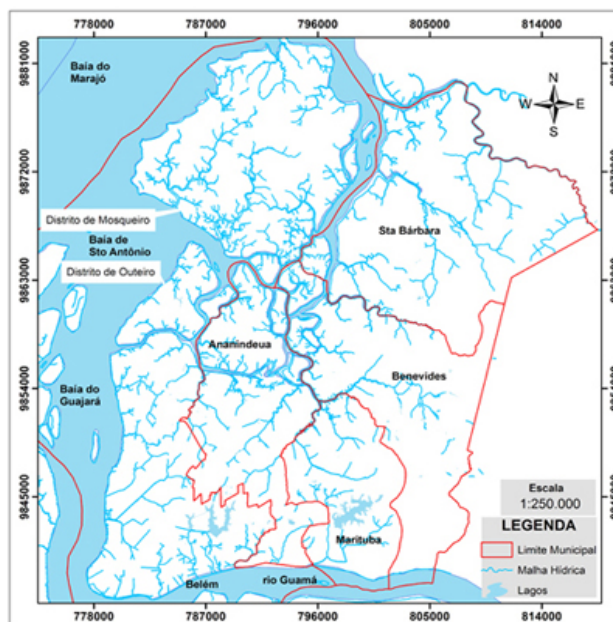 778000 787000 796000 805000 814000
9881000
9872000
9863000
9854000
9845000
Baía do
Marajó
N
W E
S
Distrito de Mosqueiro
Sta Bárbara
Baía de
Sto Antônio
Distrito de Outeiro
Ananindeua
Benevides
Baía do
Guajará
Escala
1:250.000
LEGENDA
Limite Municipal
Malha Hídrica
Lagos
Marituba
Belém
rio Guamá
778000 787000 796000 805000 814000